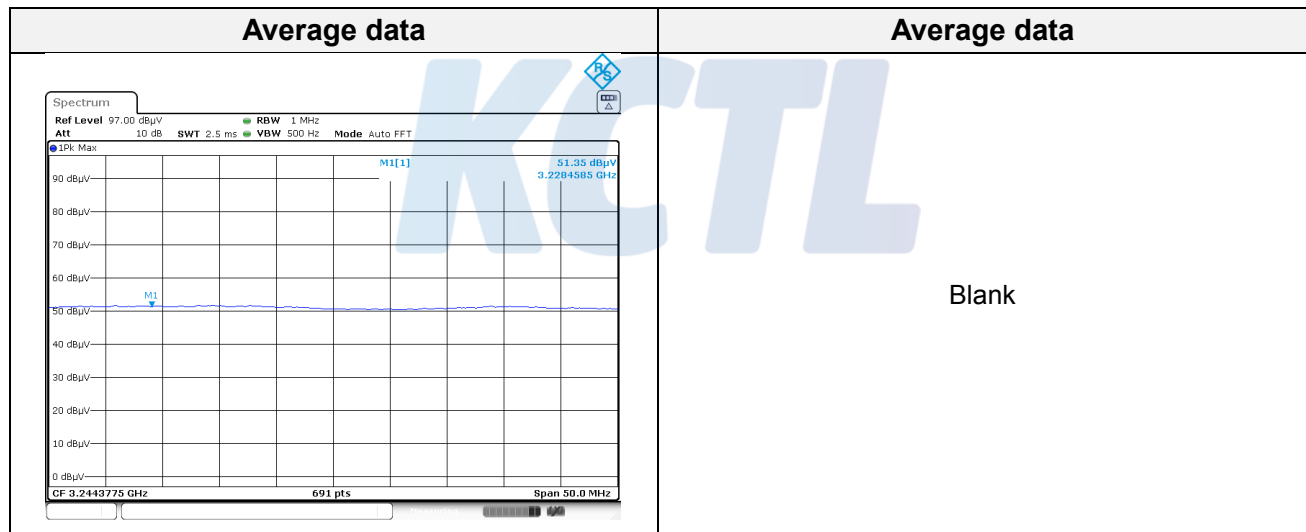 Average data
Average data
KCTL
R&S
Spectrum
Ref Level 97.00 dBµV RBW 1 MHz
Att 10 dB SWT 2.5 ms VBW 500 Hz Mode Auto FFT
1Pk Max
M1[1] 51.35 dBµV
3.2284585 GHz
90 dBµV
80 dBµV
70 dBµV
60 dBµV
M1
50 dBµV
40 dBµV
30 dBµV
20 dBµV
10 dBµV
0 dBµV
CF 3.2443775 GHz 691 pts Span 50.0 MHz
Blank